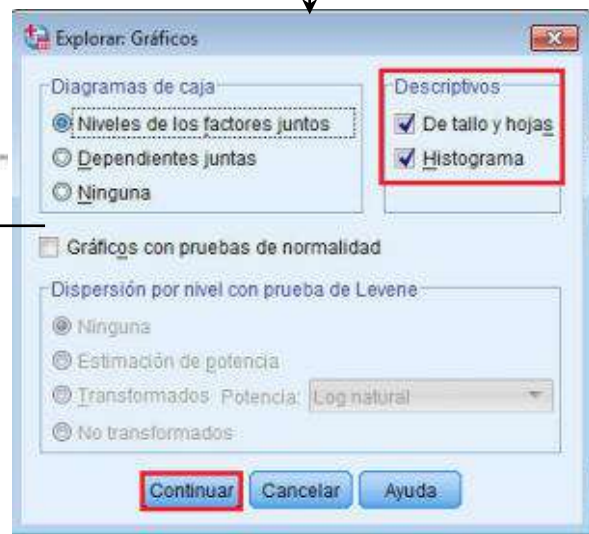 Explorar: Gráficos
Diagramas de caja
Niveles de los factores juntos
Dependientes juntas
Ninguna
Descriptivos
De tallo y hojas
Histograma
Gráficos con pruebas de normalidad
Dispersión por nivel con prueba de Levene
Ninguna
Estimación de potencia
Transformados Potencia: Log natural
No transformados
Continuar Cancelar Ayuda